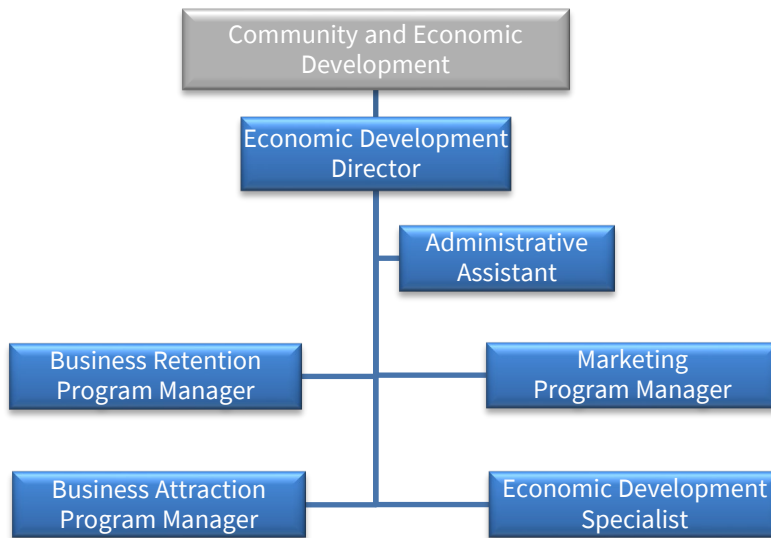 Community and Economic
Development
Economic Development
Director
Administrative
Assistant
Business Retention
Program Manager
Marketing
Program Manager
Business Attraction
Program Manager
Economic Development
Specialist